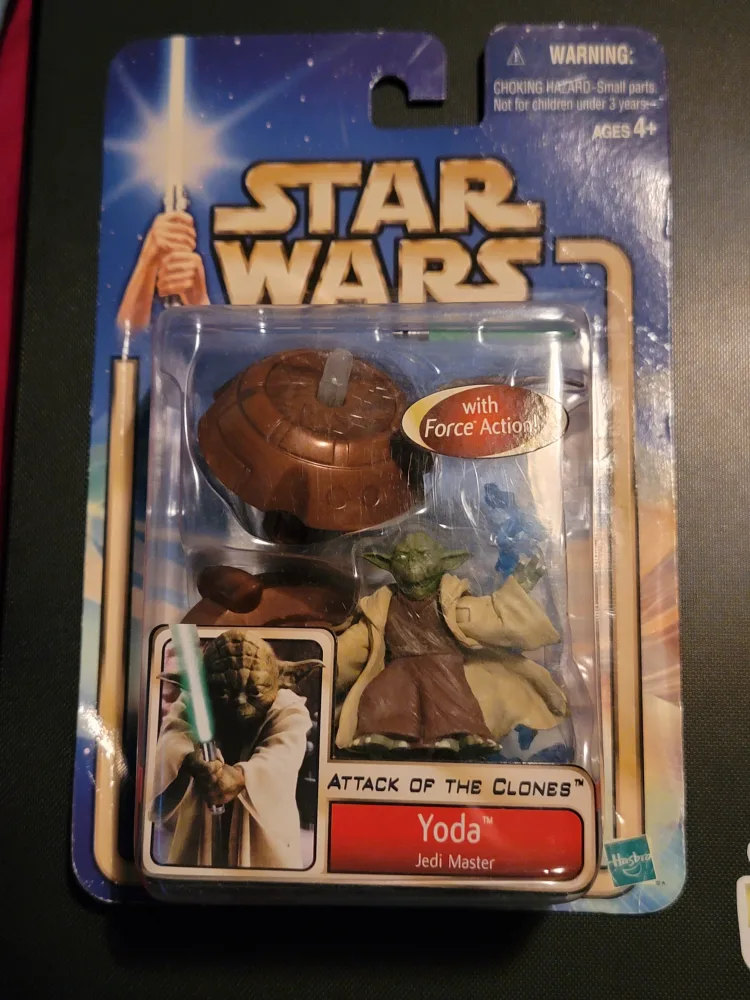 WARNING:
CHOKING HAZARD-Small parts.
Not for children under 3 years.
AGES 4+
STAR
WARS
with
Force™ Action!
ATTACK OF THE CLONES™
Yoda™
Jedi Master
Hasbro